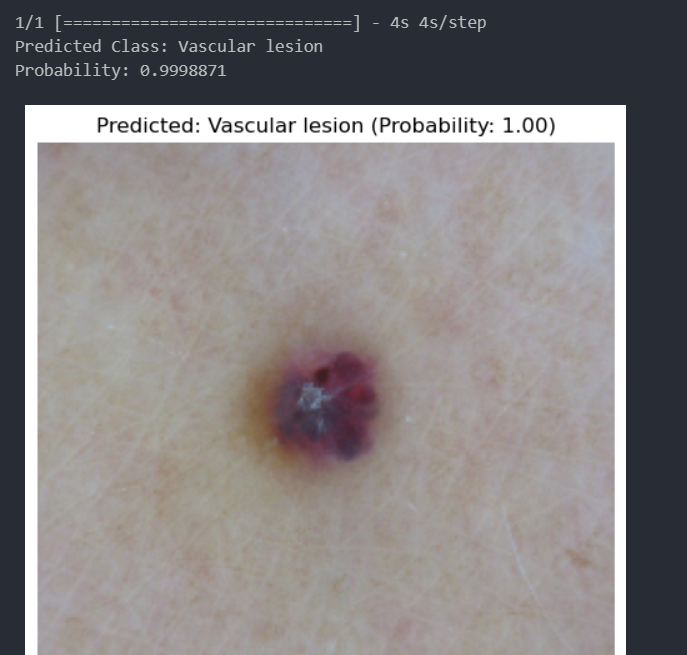 1/1 [==============================] - 4s 4s/step
Predicted Class: Vascular lesion
Probability: 0.9998871
Predicted: Vascular lesion (Probability: 1.00)